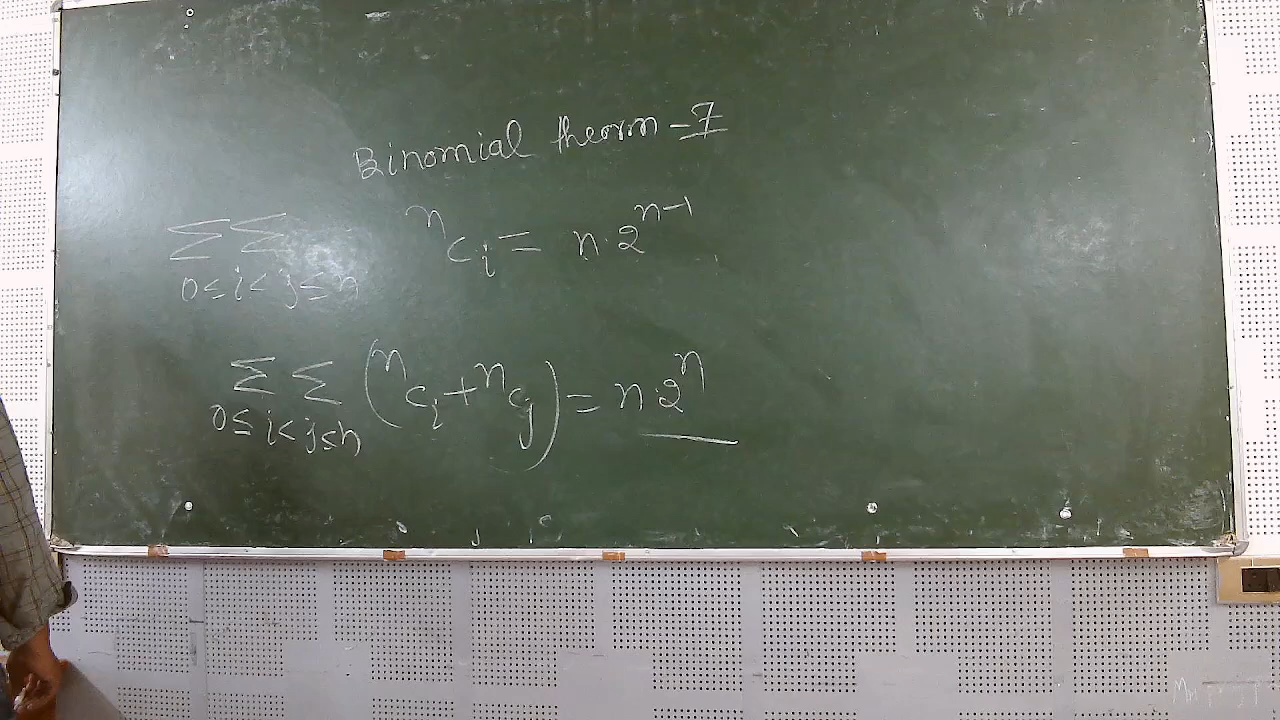 Binomial theorm - 7
ΣΣ ⁿcᵢ = n·2ⁿ⁻¹
0≤i<j≤n
ΣΣ (ⁿcᵢ + ⁿcⱼ) = n·2ⁿ
0≤i<j≤n